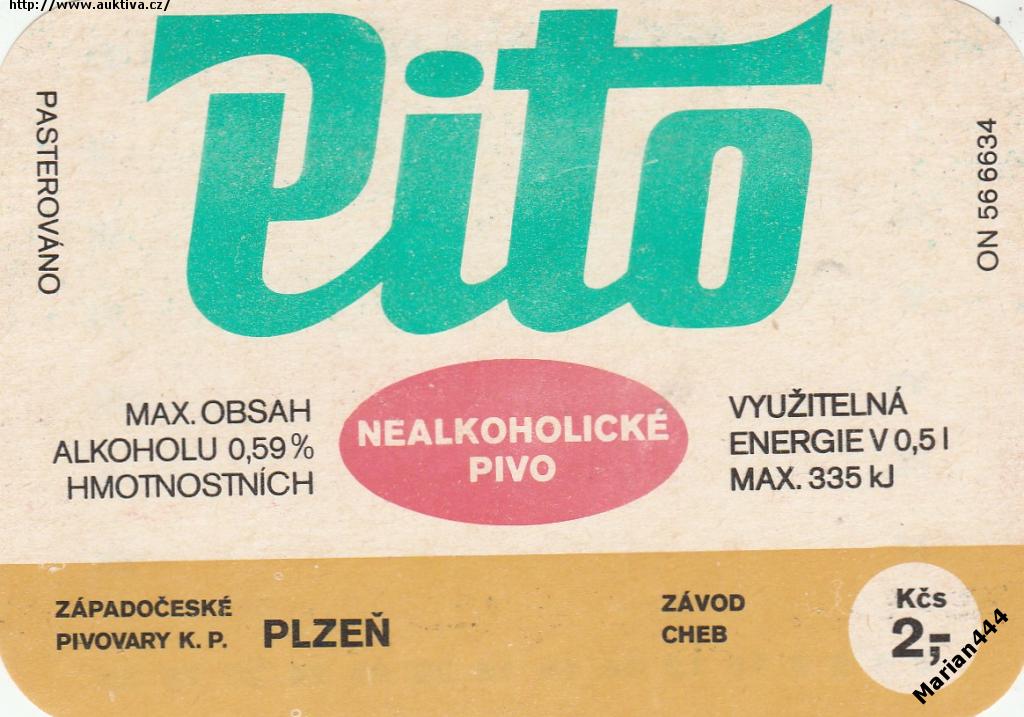 http://www.auktiva.cz/
Pito
PASTEROVÁNO
ON 56 6634
MAX. OBSAH
ALKOHOLU 0,59 %
HMOTNOSTNÍCH
NEALKOHOLICKÉ
PIVO
VYUŽITELNÁ
ENERGIE V 0,5 l
MAX. 335 kJ
ZÁPADOČESKÉ
PIVOVARY K. P. PLZEŇ
ZÁVOD
CHEB
Kčs
2,-
Marian444